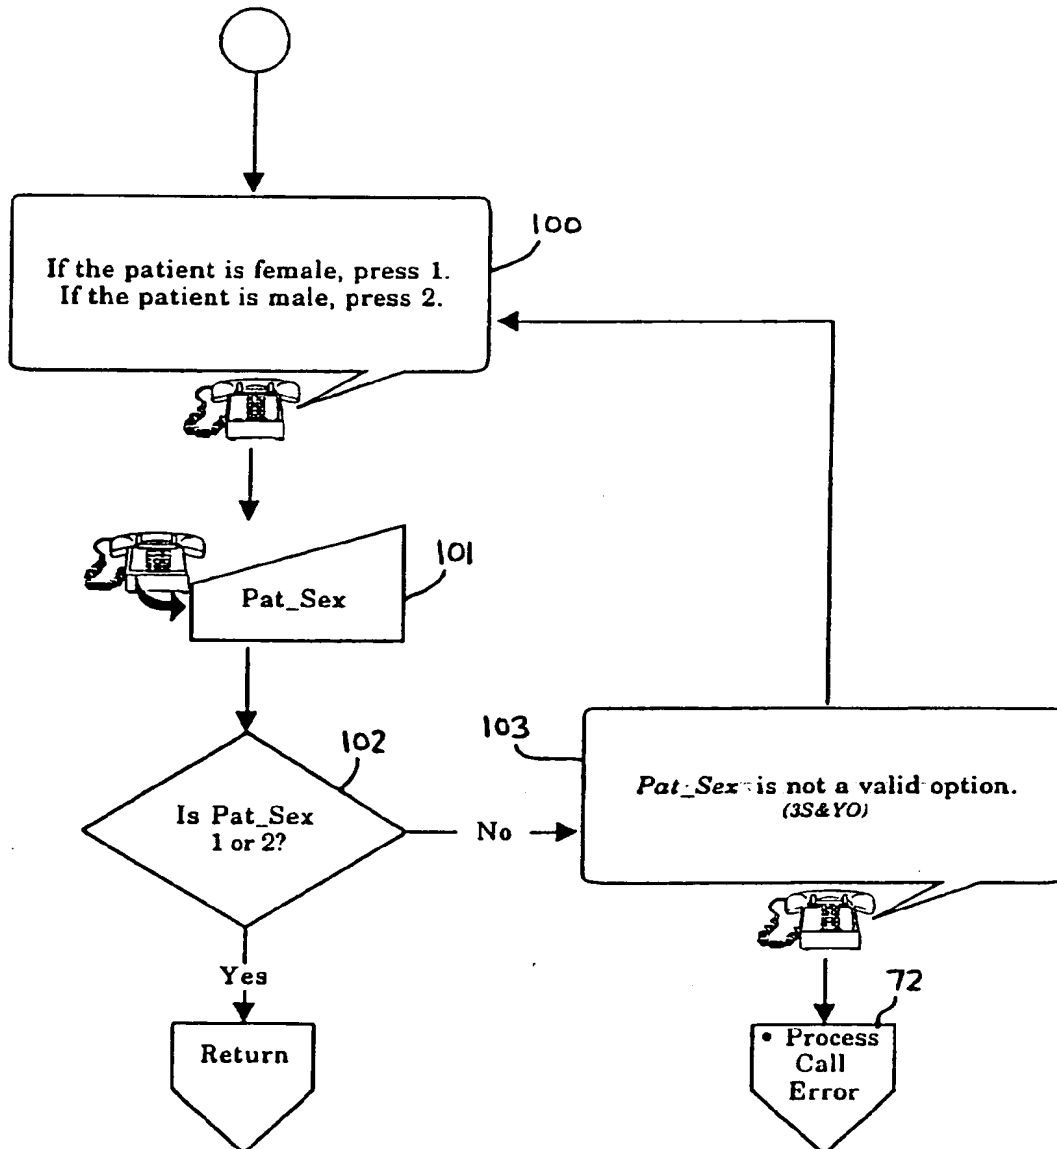 100
If the patient is female, press 1.
If the patient is male, press 2.
101
Pat_Sex
102
Is Pat_Sex
1 or 2?
No
103
Pat_Sex is not a valid option.
(3S&YO)
Yes
Return
72
• Process
Call
Error